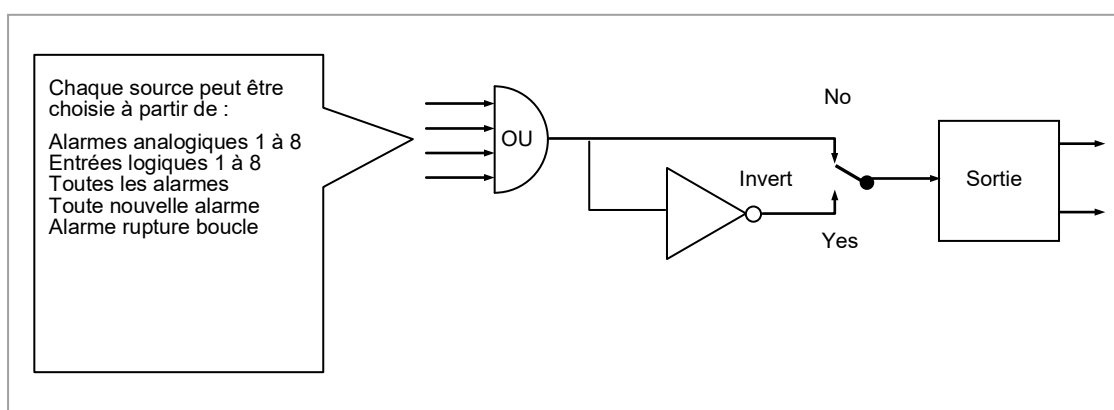 Chaque source peut être
choisie à partir de :
Alarmes analogiques 1 à 8
Entrées logiques 1 à 8
Toutes les alarmes
Toute nouvelle alarme
Alarme rupture boucle
OU
No
Invert
Yes
Sortie